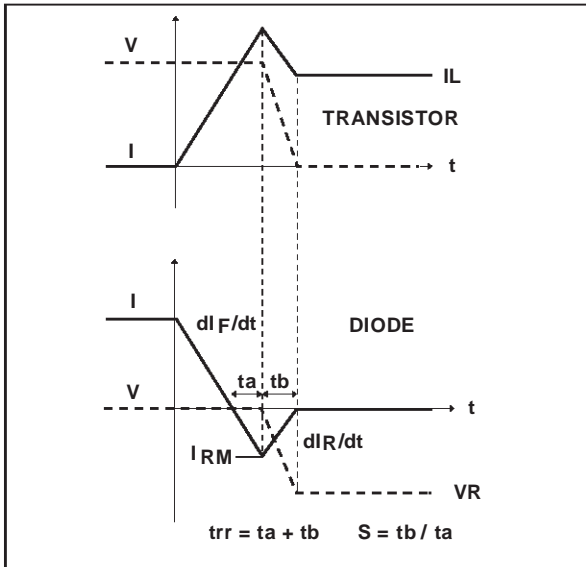 V
IL
TRANSISTOR
I
t
I
dIF/dt
DIODE
ta tb
V
t
dIR/dt
IRM
VR
trr = ta + tb S = tb / ta